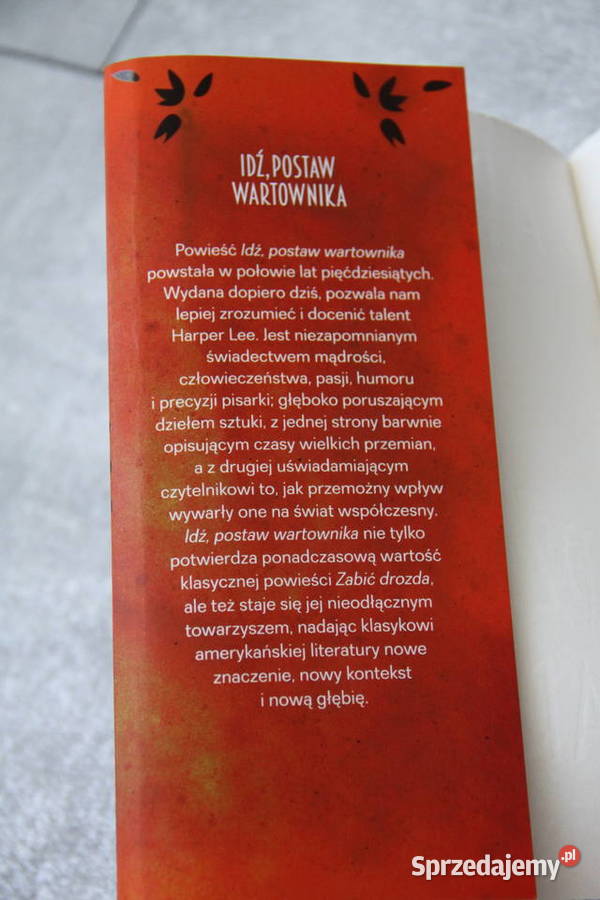 IDŹ, POSTAW
WARTOWNIKA
Powieść Idź, postaw wartownika
powstała w połowie lat pięćdziesiątych.
Wydana dopiero dziś, pozwala nam
lepiej zrozumieć i docenić talent
Harper Lee. Jest niezapomnianym
świadectwem mądrości,
człowieczeństwa, pasji, humoru
i precyzji pisarki; głęboko poruszającym
dziełem sztuki, z jednej strony barwnie
opisującym czasy wielkich przemian,
a z drugiej uświadamiającym
czytelnikowi to, jak przemożny wpływ
wywarły one na świat współczesny.
Idź, postaw wartownika nie tylko
potwierdza ponadczasową wartość
klasycznej powieści Zabić drozda,
ale też staje się jej nieodłącznym
towarzyszem, nadając klasykowi
amerykańskiej literatury nowe
znaczenie, nowy kontekst
i nową głębię.
Sprzedajemy.pl